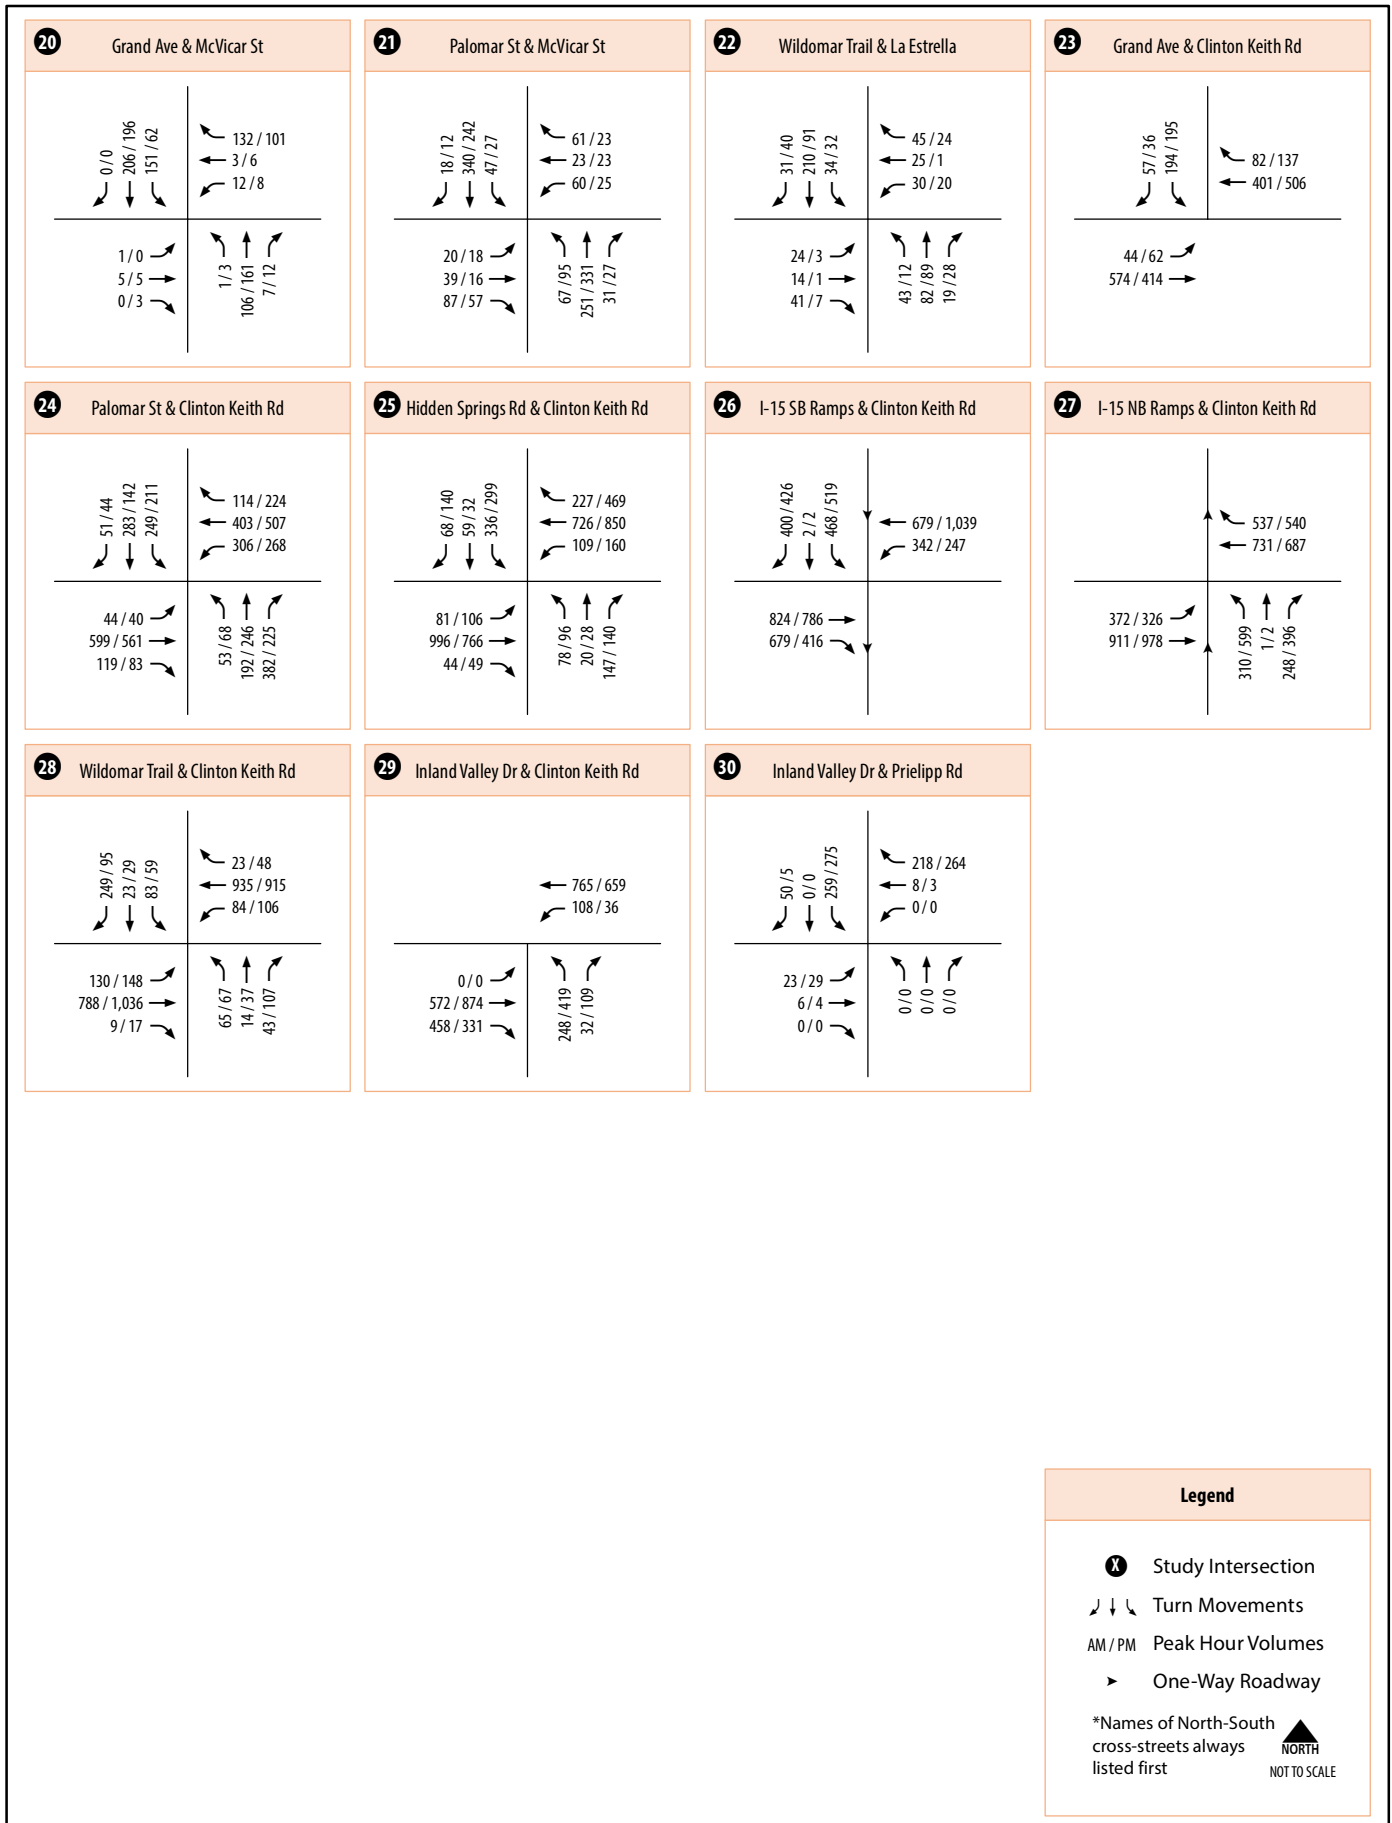 20 Grand Ave & McVicar St
0 / 0
206 / 196
151 / 62
132 / 101
3 / 6
12 / 8
1 / 0
5 / 5
0 / 3
1 / 3
106 / 161
7 / 12
21 Palomar St & McVicar St
18 / 12
340 / 242
47 / 27
61 / 23
23 / 23
60 / 25
20 / 18
39 / 16
87 / 57
67 / 95
251 / 331
31 / 27
22 Wildomar Trail & La Estrella
31 / 40
210 / 91
34 / 32
45 / 24
25 / 1
30 / 20
24 / 3
14 / 1
41 / 7
43 / 12
82 / 89
19 / 28
23 Grand Ave & Clinton Keith Rd
57 / 36
194 / 195
82 / 137
401 / 506
44 / 62
574 / 414
24 Palomar St & Clinton Keith Rd
51 / 44
283 / 142
249 / 211
114 / 224
403 / 507
306 / 268
44 / 40
599 / 561
119 / 83
53 / 68
192 / 246
382 / 225
25 Hidden Springs Rd & Clinton Keith Rd
68 / 140
59 / 32
336 / 299
227 / 469
726 / 850
109 / 160
81 / 106
996 / 766
44 / 49
78 / 96
20 / 28
147 / 140
26 I-15 SB Ramps & Clinton Keith Rd
400 / 426
2 / 2
468 / 519
679 / 1,039
342 / 247
824 / 786
679 / 416
27 I-15 NB Ramps & Clinton Keith Rd
537 / 540
731 / 687
372 / 326
911 / 978
310 / 599
1 / 2
248 / 396
28 Wildomar Trail & Clinton Keith Rd
249 / 95
23 / 29
83 / 59
23 / 48
935 / 915
84 / 106
130 / 148
788 / 1,036
9 / 17
65 / 67
14 / 37
43 / 107
29 Inland Valley Dr & Clinton Keith Rd
765 / 659
108 / 36
0 / 0
572 / 874
458 / 331
248 / 419
32 / 109
30 Inland Valley Dr & Prielipp Rd
50 / 5
0 / 0
259 / 275
218 / 264
8 / 3
0 / 0
23 / 29
6 / 4
0 / 0
0 / 0
0 / 0
0 / 0
Legend
X Study Intersection
Turn Movements
AM / PM Peak Hour Volumes
One-Way Roadway
*Names of North-South
cross-streets always
listed first
NORTH
NOT TO SCALE